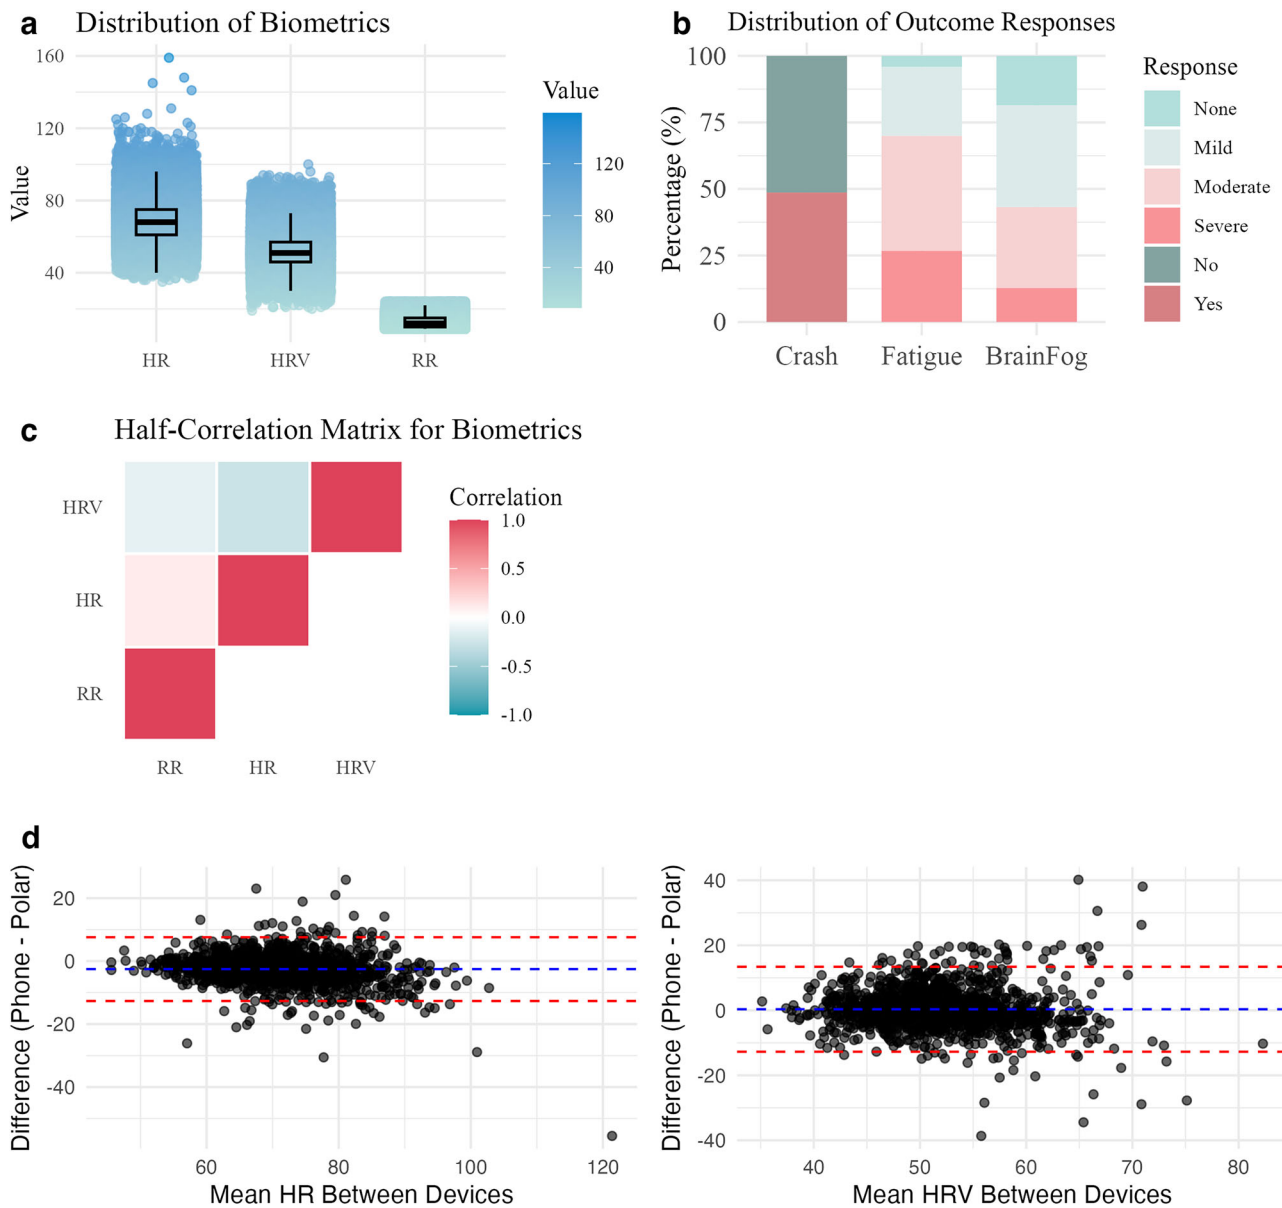 a
Distribution of Biometrics
Value
160
120
80
40
HR
HRV
RR
Value
120
80
40
b
Distribution of Outcome Responses
Percentage (%)
100
75
50
25
0
Crash
Fatigue
BrainFog
Response
None
Mild
Moderate
Severe
No
Yes
c
Half-Correlation Matrix for Biometrics
HRV
HR
RR
RR
HR
HRV
Correlation
1.0
0.5
0.0
-0.5
-1.0
d
Difference (Phone - Polar)
20
0
-20
-40
60
80
100
120
Mean HR Between Devices
Difference (Phone - Polar)
40
20
0
-20
-40
40
50
60
70
80
Mean HRV Between Devices